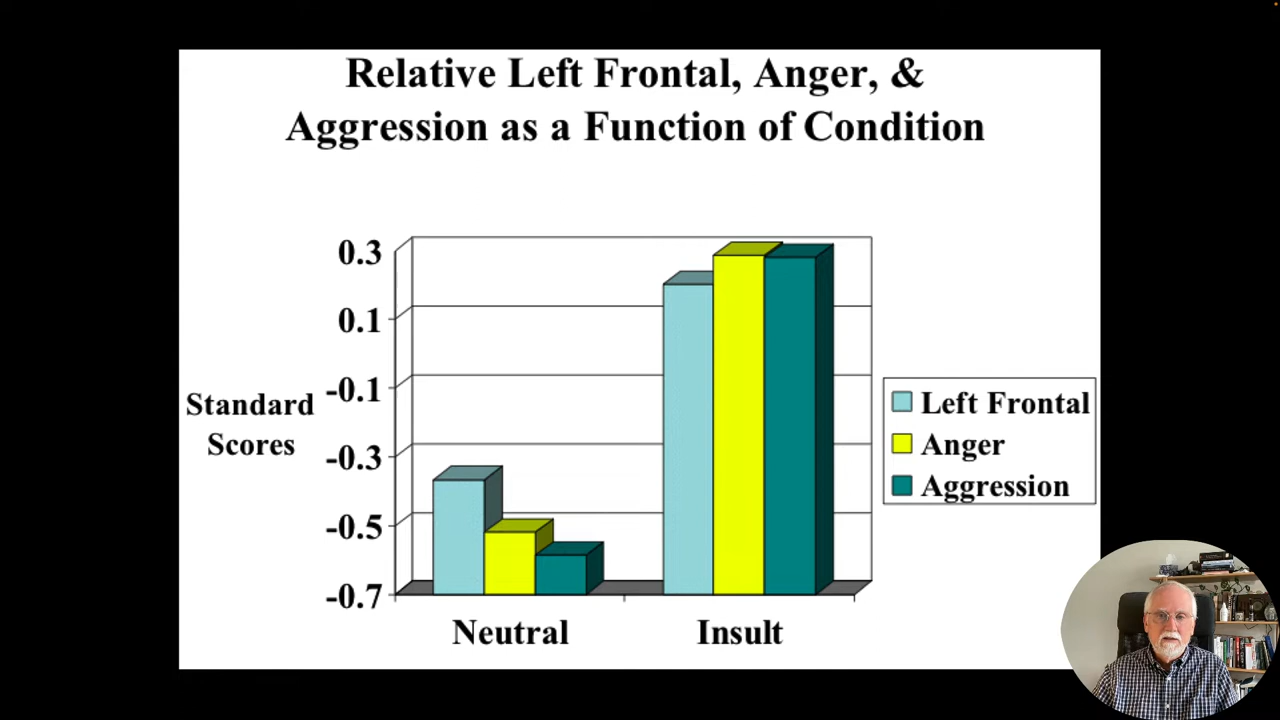 Relative Left Frontal, Anger, &
Aggression as a Function of Condition
0.3
0.1
-0.1
-0.3
-0.5
-0.7
Standard
Scores
Neutral
Insult
Left Frontal
Anger
Aggression